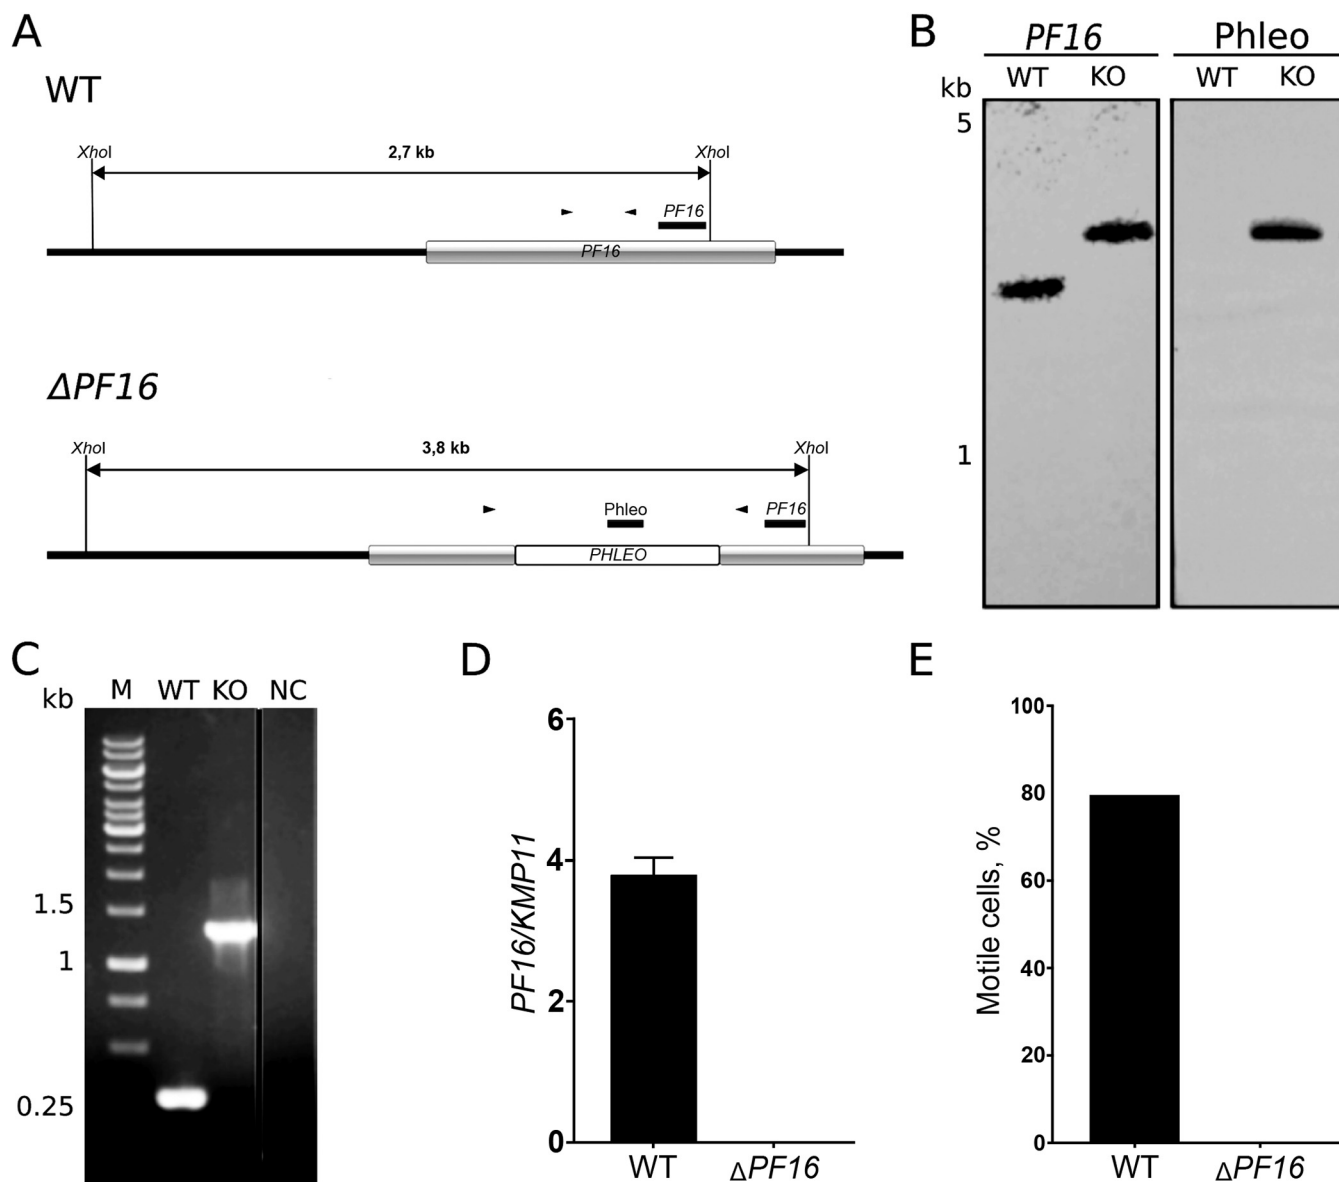 A
WT
XhoI
2,7 kb
XhoI
PF16
PF16
ΔPF16
XhoI
3,8 kb
XhoI
Phleo
PF16
PHLEO
B
PF16
Phleo
WT KO WT KO
kb
5
1
C
kb
M WT KO NC
1.5
1
0.25
D
PF16/KMP11
6
4
2
0
WT ΔPF16
E
Motile cells, %
100
80
60
40
20
0
WT ΔPF16